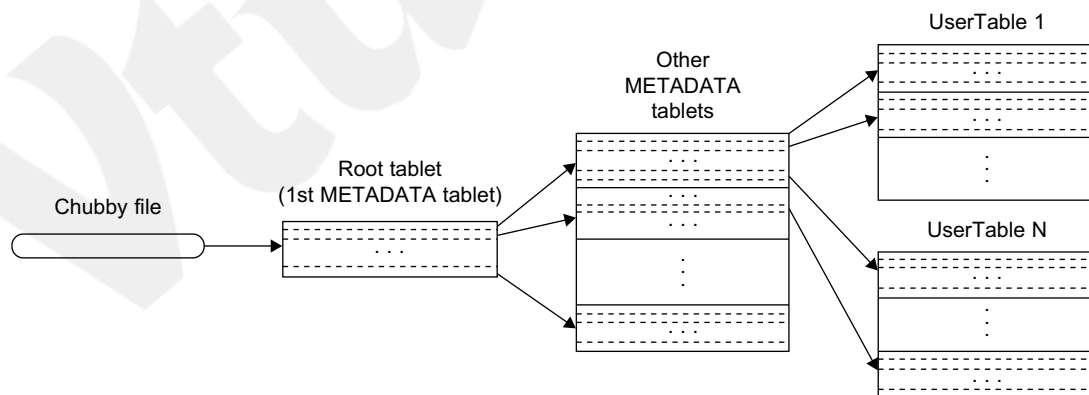 UserTable 1
Other
METADATA
tablets
. . .
. . .
Root tablet
(1st METADATA tablet)
Chubby file
. . .
. . .
. . .
. . .
UserTable N
. . .
. . .
. . .